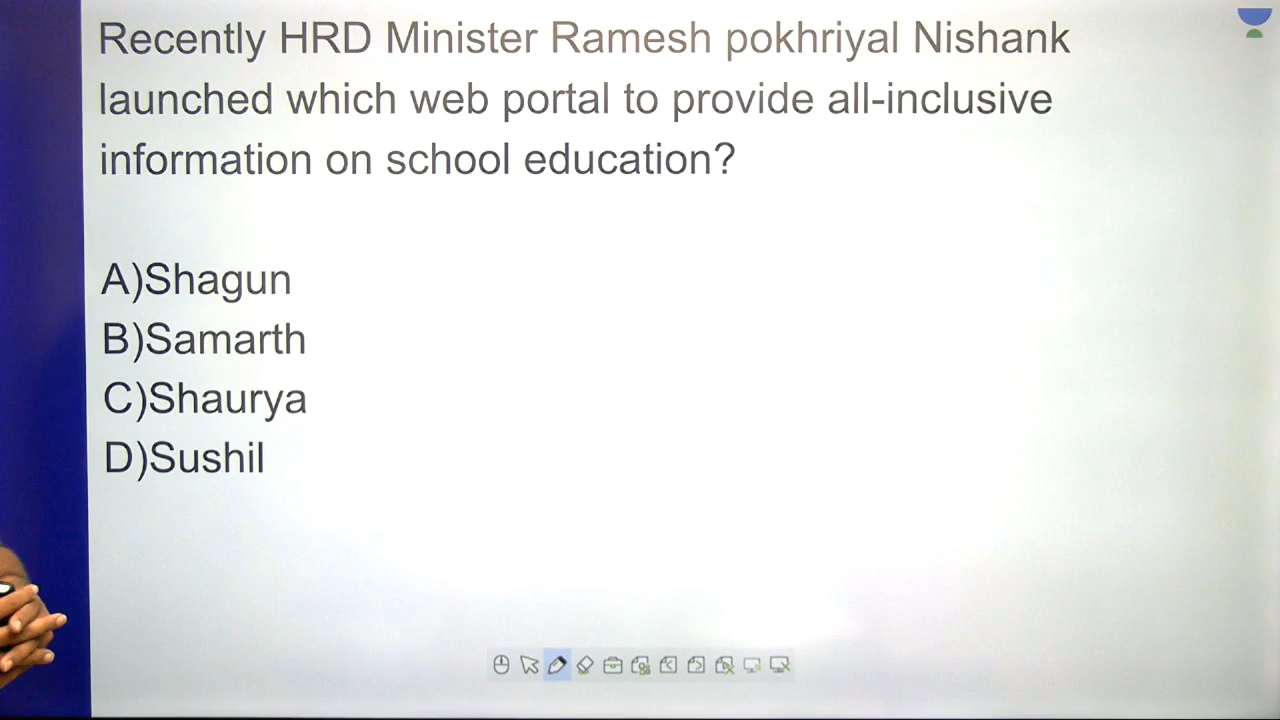 Recently HRD Minister Ramesh pokhriyal Nishank
launched which web portal to provide all-inclusive
information on school education?
A)Shagun
B)Samarth
C)Shaurya
D)Sushil